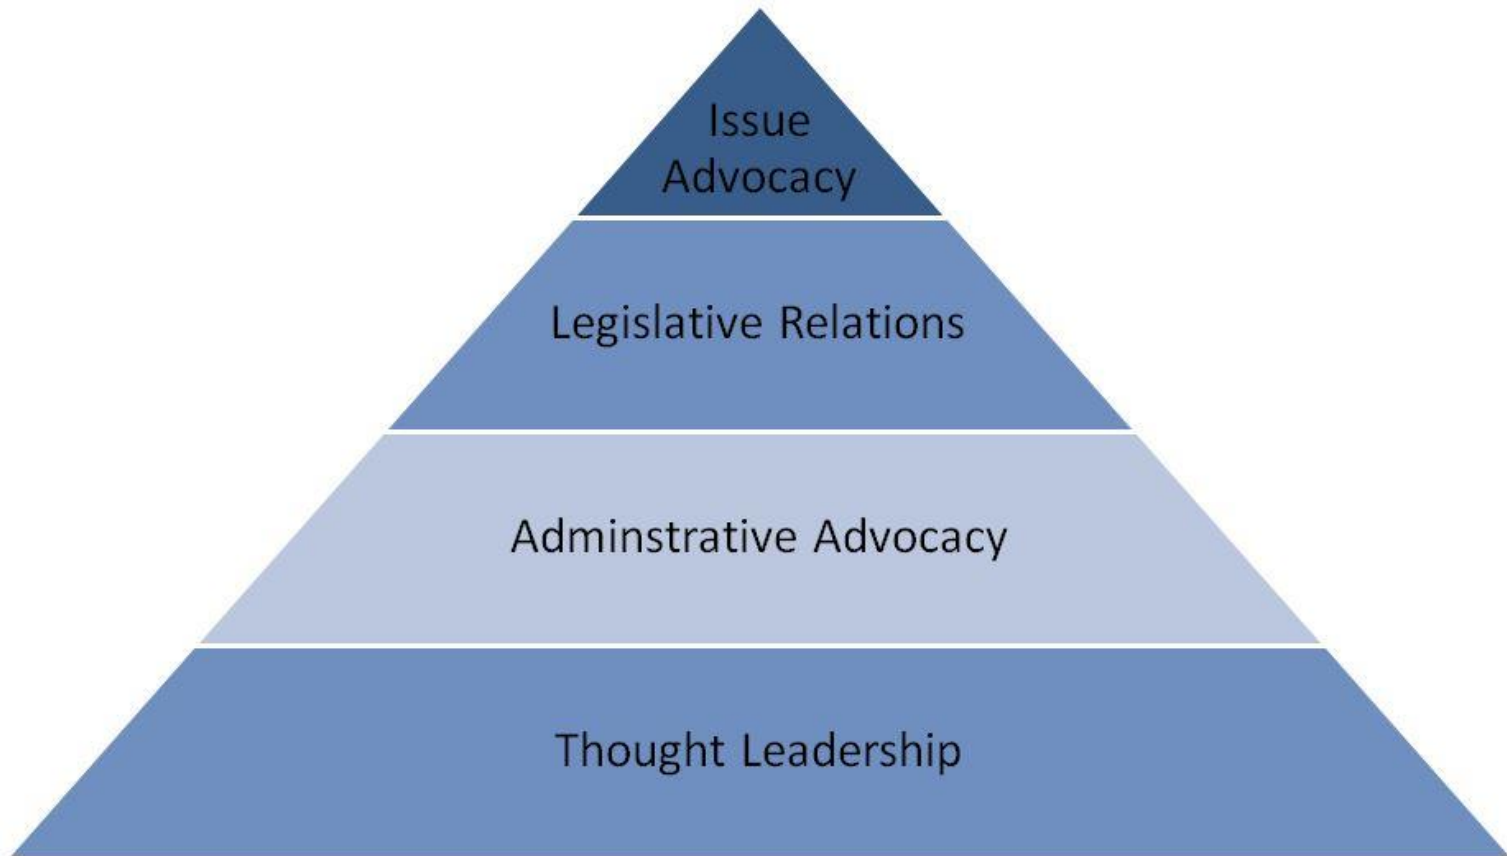 Issue
Advocacy
Legislative Relations
Adminstrative Advocacy
Thought Leadership